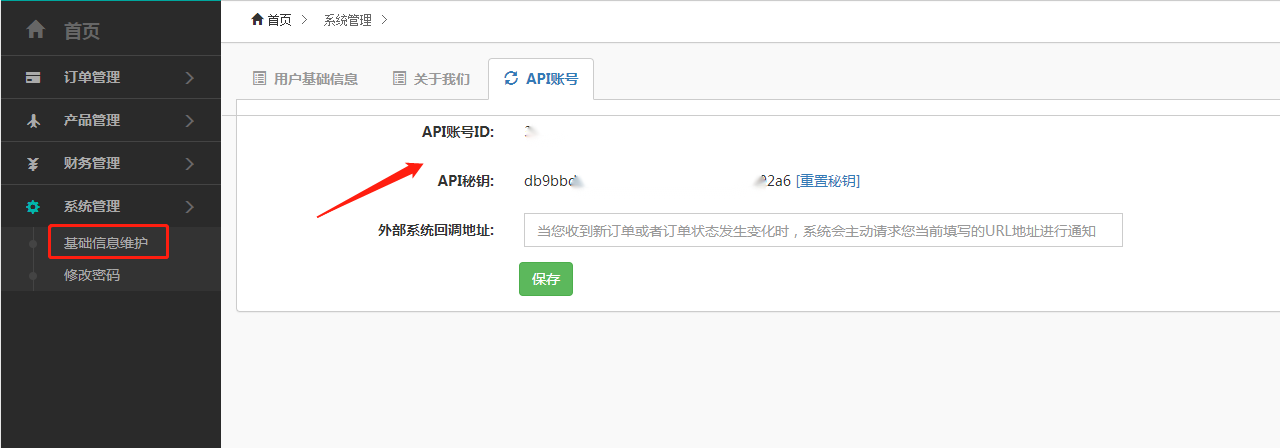 首页
订单管理
产品管理
财务管理
系统管理
基础信息维护
修改密码
首页 系统管理
用户基础信息 关于我们 API账号
API账号ID:
API秘钥: db9bbd 92a6 [重置秘钥]
外部系统回调地址: 当您收到新订单或者订单状态发生变化时，系统会主动请求您当前填写的URL地址进行通知
保存